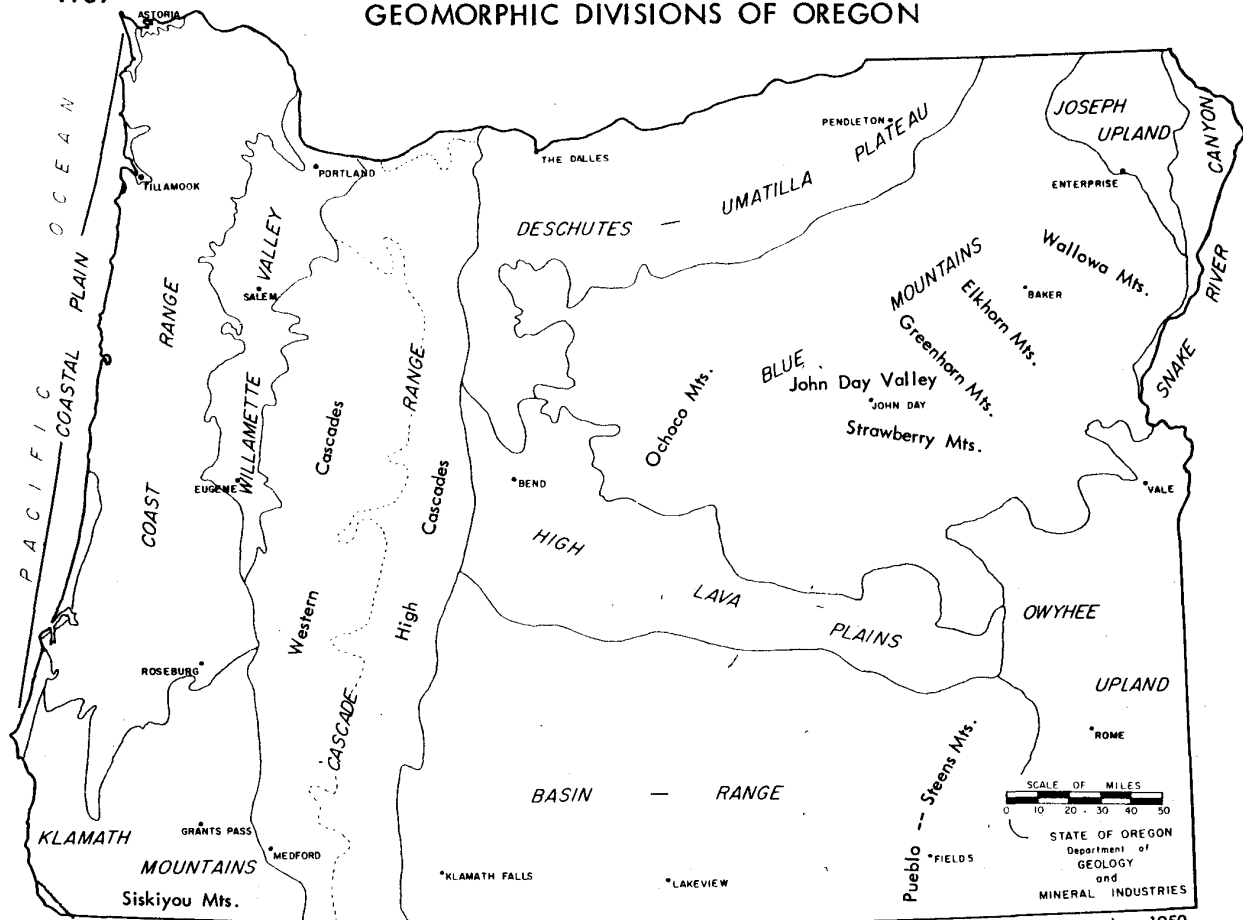 GEOMORPHIC DIVISIONS OF OREGON
ASTORIA
PACIFIC OCEAN
COASTAL PLAIN
TILLAMOOK
PORTLAND
THE DALLES
PENDLETON
DESCHUTES — UMATILLA PLATEAU
JOSEPH
UPLAND
ENTERPRISE
SNAKE RIVER CANYON
WILLAMETTE VALLEY
SALEM
EUGENE
COAST RANGE
Western Cascades
High Cascades
CASCADE RANGE
BLUE MOUNTAINS
Wallowa Mts.
Elkhorn Mts.
Greenhorn Mts.
BAKER
John Day Valley
JOHN DAY
Strawberry Mts.
Ochoco Mts.
BEND
VALE
HIGH LAVA PLAINS
OWYHEE
UPLAND
ROSEBURG
ROME
BASIN — RANGE
Pueblo -- Steens Mts.
KLAMATH
MOUNTAINS
GRANTS PASS
MEDFORD
Siskiyou Mts.
KLAMATH FALLS
LAKEVIEW
FIELDS
SCALE OF MILES
0 10 20 30 40 50
STATE OF OREGON
Department of
GEOLOGY
and
MINERAL INDUSTRIES